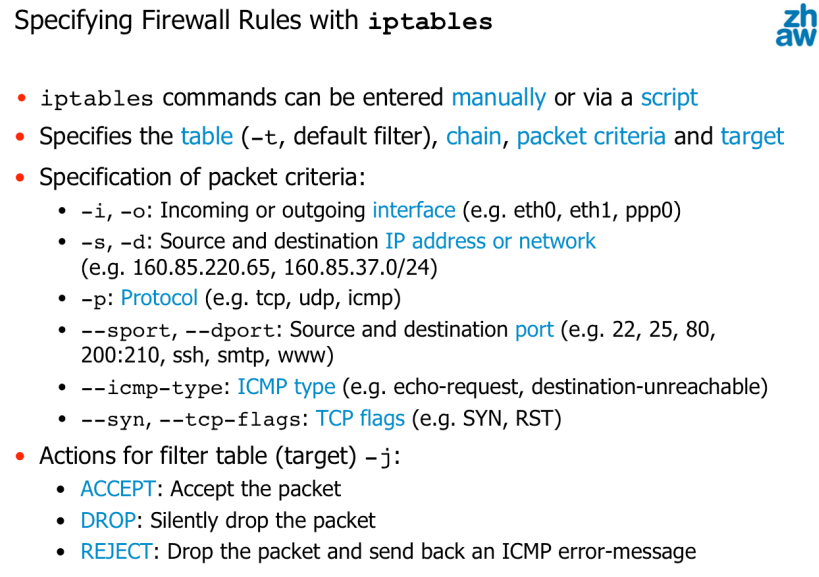 Specifying Firewall Rules with iptables
zh
aw
• iptables commands can be entered manually or via a script
• Specifies the table (-t, default filter), chain, packet criteria and target
• Specification of packet criteria:
• -i, -o: Incoming or outgoing interface (e.g. eth0, eth1, ppp0)
• -s, -d: Source and destination IP address or network
(e.g. 160.85.220.65, 160.85.37.0/24)
• -p: Protocol (e.g. tcp, udp, icmp)
• --sport, --dport: Source and destination port (e.g. 22, 25, 80,
200:210, ssh, smtp, www)
• --icmp-type: ICMP type (e.g. echo-request, destination-unreachable)
• --syn, --tcp-flags: TCP flags (e.g. SYN, RST)
• Actions for filter table (target) -j:
• ACCEPT: Accept the packet
• DROP: Silently drop the packet
• REJECT: Drop the packet and send back an ICMP error-message